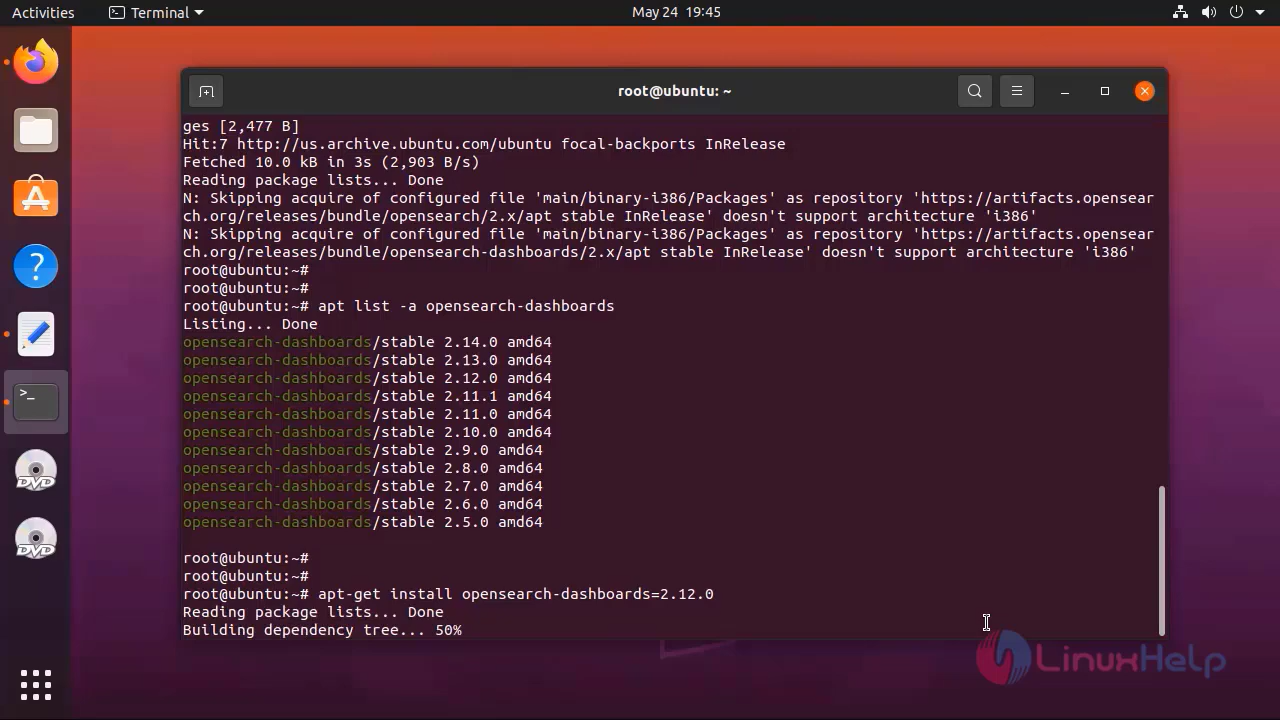 Activities
Terminal
May 24 19:45
root@ubuntu: ~
ges [2,477 B]
Hit:7 http://us.archive.ubuntu.com/ubuntu focal-backports InRelease
Fetched 10.0 kB in 3s (2,903 B/s)
Reading package lists... Done
N: Skipping acquire of configured file 'main/binary-i386/Packages' as repository 'https://artifacts.opensear
ch.org/releases/bundle/opensearch/2.x/apt stable InRelease' doesn't support architecture 'i386'
N: Skipping acquire of configured file 'main/binary-i386/Packages' as repository 'https://artifacts.opensear
ch.org/releases/bundle/opensearch-dashboards/2.x/apt stable InRelease' doesn't support architecture 'i386'
root@ubuntu:~#
root@ubuntu:~#
root@ubuntu:~# apt list -a opensearch-dashboards
Listing... Done
opensearch-dashboards/stable 2.14.0 amd64
opensearch-dashboards/stable 2.13.0 amd64
opensearch-dashboards/stable 2.12.0 amd64
opensearch-dashboards/stable 2.11.1 amd64
opensearch-dashboards/stable 2.11.0 amd64
opensearch-dashboards/stable 2.10.0 amd64
opensearch-dashboards/stable 2.9.0 amd64
opensearch-dashboards/stable 2.8.0 amd64
opensearch-dashboards/stable 2.7.0 amd64
opensearch-dashboards/stable 2.6.0 amd64
opensearch-dashboards/stable 2.5.0 amd64
root@ubuntu:~#
root@ubuntu:~#
root@ubuntu:~# apt-get install opensearch-dashboards=2.12.0
Reading package lists... Done
Building dependency tree... 50%
>_
DVD
DVD
LinuxHelp